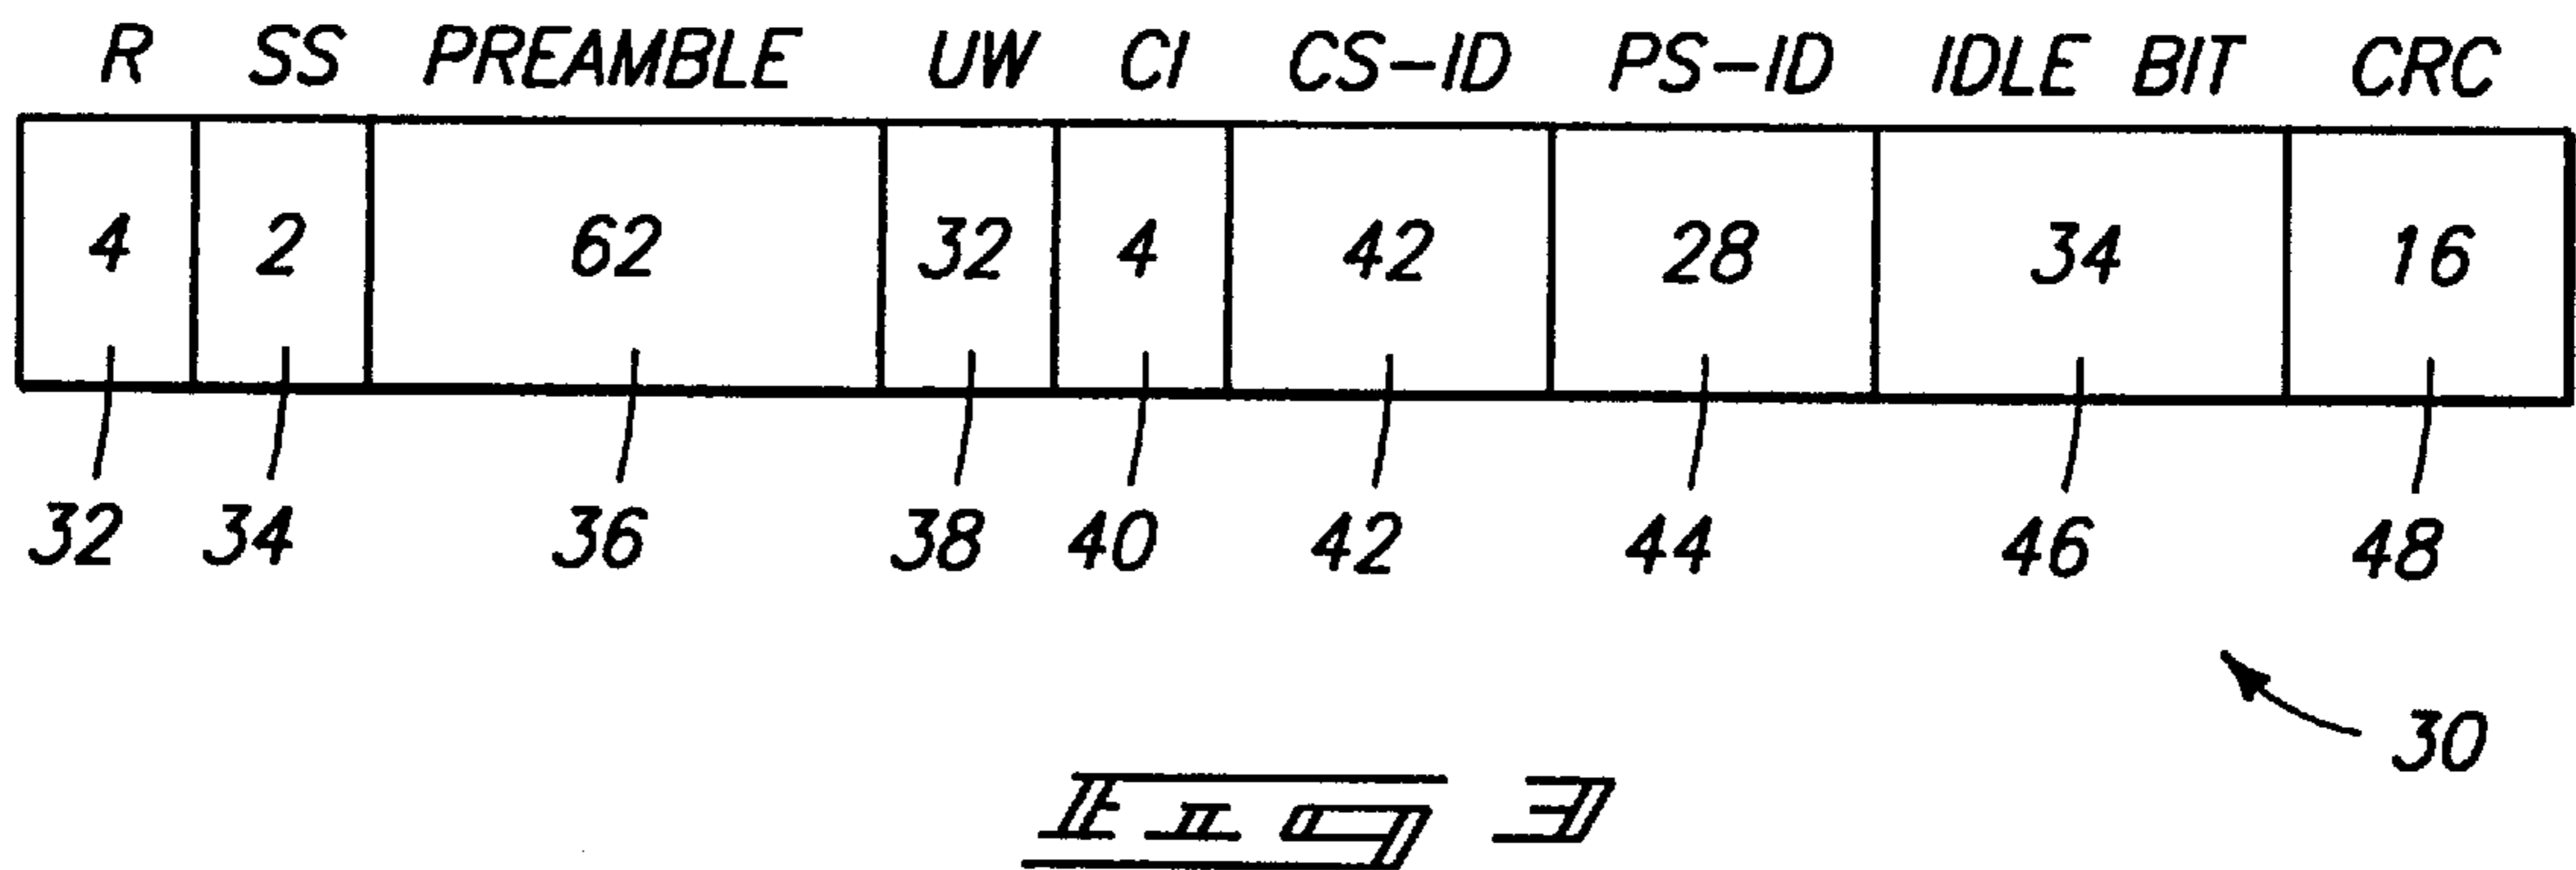 R SS PREAMBLE UW CI CS-ID PS-ID IDLE BIT CRC
4 2 62 32 4 42 28 34 16
32 34 36 38 40 42 44 46 48
30
Fig 3